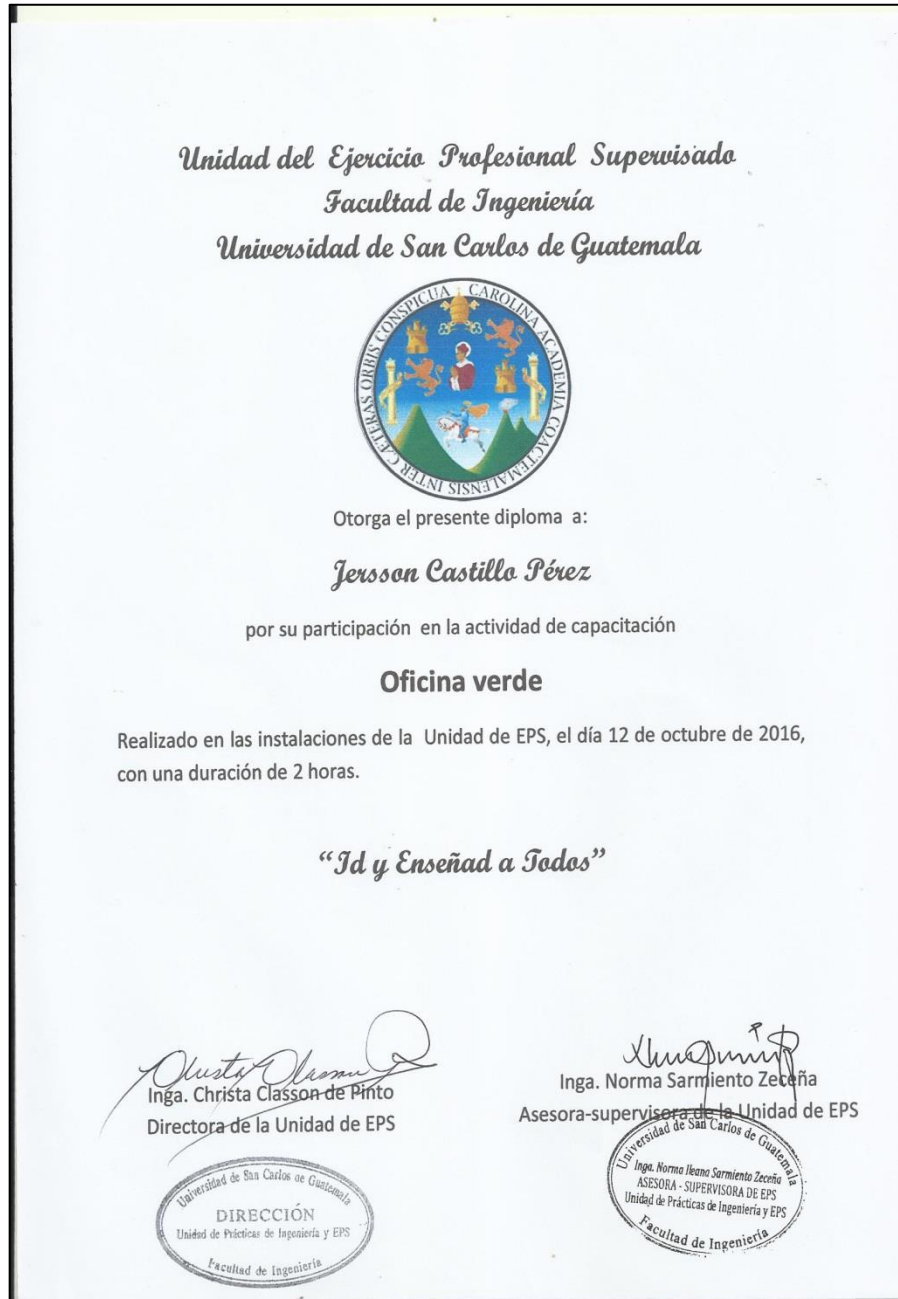 Unidad del Ejercicio Profesional Supervisado
Facultad de Ingeniería
Universidad de San Carlos de Guatemala
CAROLINA ACADEMIA COACTEMALENSIS INTER CÆTERAS ORBIS CONSPICUA
Otorga el presente diploma a:
Jersson Castillo Pérez
por su participación en la actividad de capacitación
Oficina verde
Realizado en las instalaciones de la Unidad de EPS, el día 12 de octubre de 2016,
con una duración de 2 horas.
“Id y Enseñad a Todos”
Inga. Christa Classon de Pinto
Directora de la Unidad de EPS
Inga. Norma Sarmiento Zeceña
Asesora-supervisora de la Unidad de EPS
Universidad de San Carlos de Guatemala
DIRECCIÓN
Unidad de Prácticas de Ingeniería y EPS
Facultad de Ingeniería
Universidad de San Carlos de Guatemala
Inga. Norma Ileana Sarmiento Zeceña
ASESORA - SUPERVISORA DE EPS
Unidad de Prácticas de Ingeniería y EPS
Facultad de Ingeniería